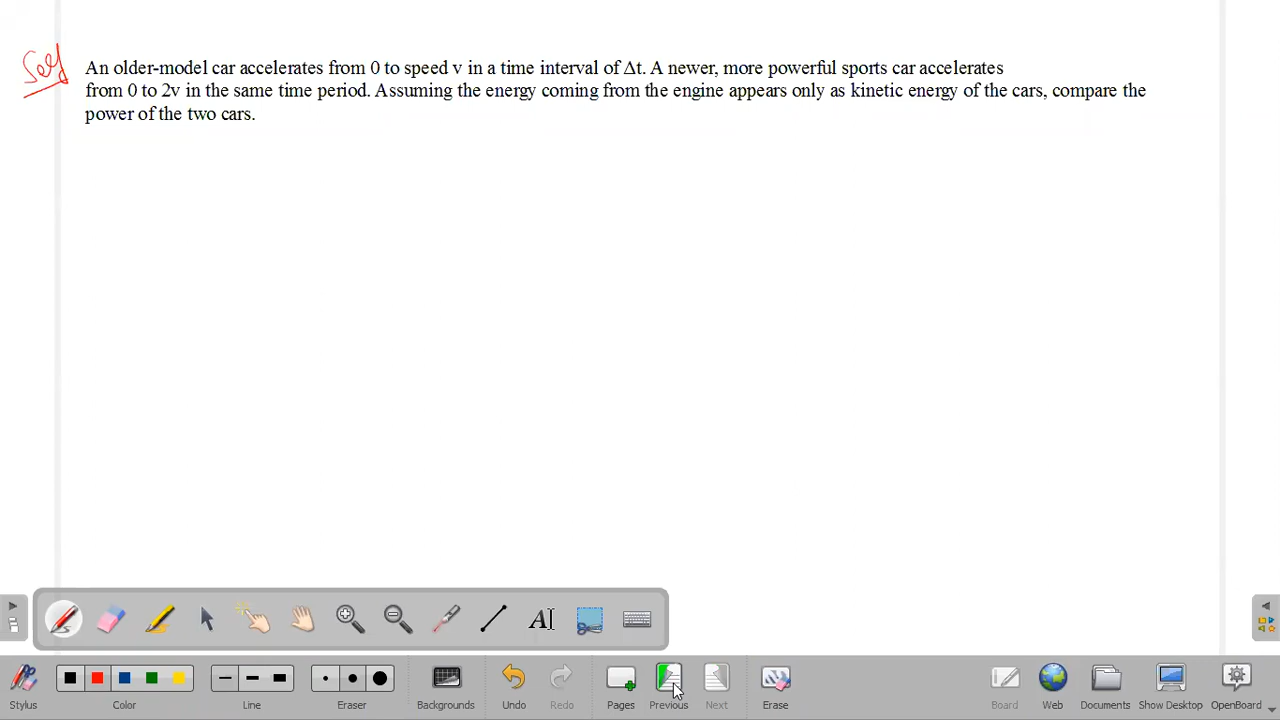 An older-model car accelerates from 0 to speed v in a time interval of Δt. A newer, more powerful sports car accelerates
from 0 to 2v in the same time period. Assuming the energy coming from the engine appears only as kinetic energy of the cars, compare the
power of the two cars.
Stylus
Color
Line
Eraser
Backgrounds
Undo
Redo
Pages
Previous
Next
Erase
Board
Web
Documents
Show Desktop
OpenBoard